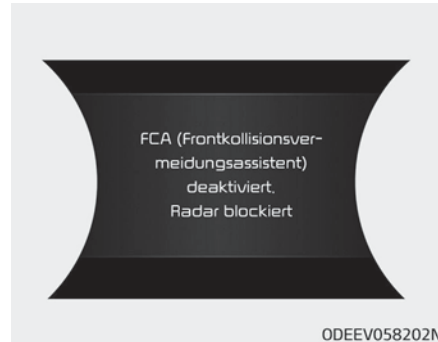 FCA (Frontkollisionsver-
meidungsassistent)
deaktiviert.
Radar blockiert
ODEEV058202N